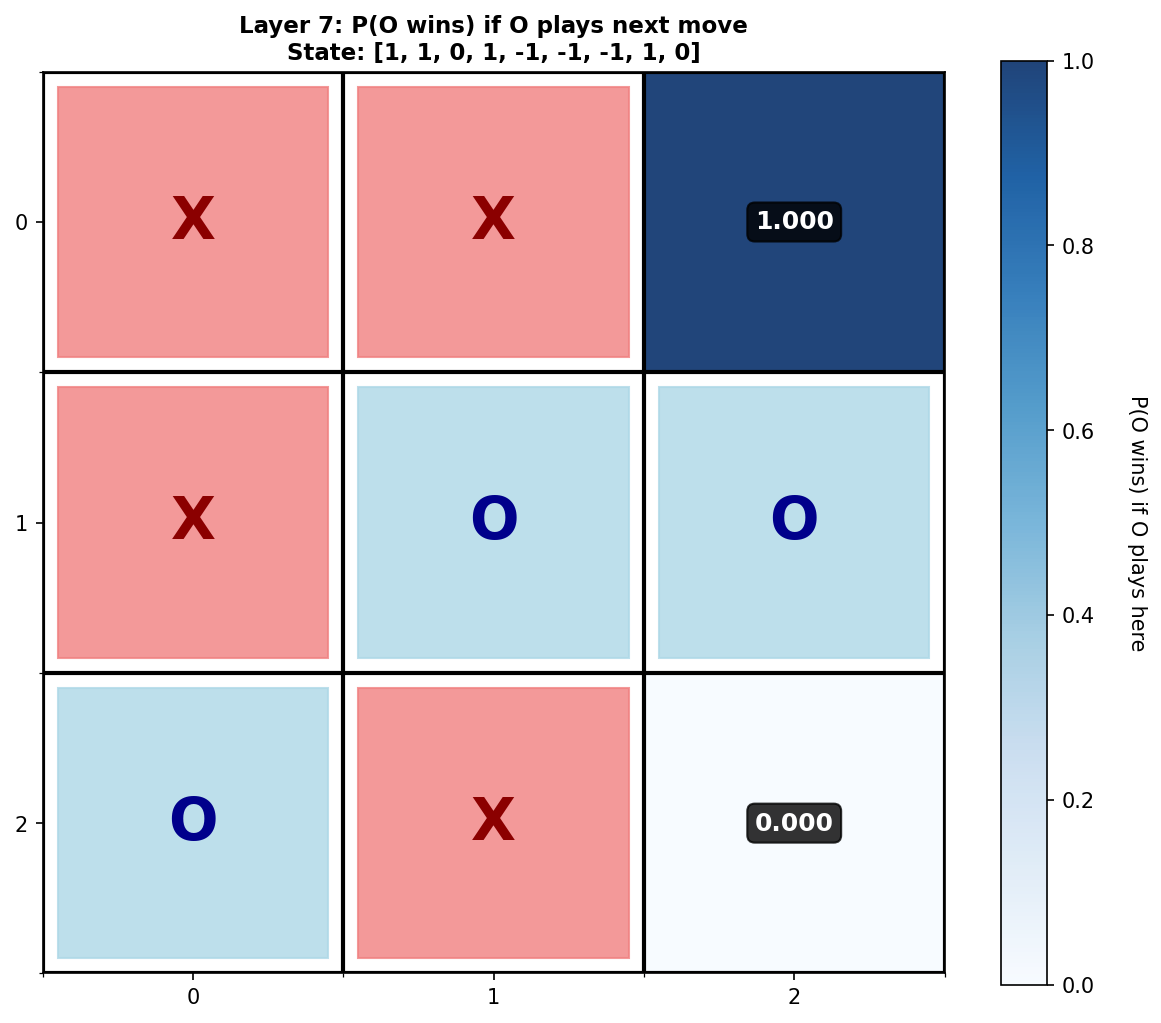 Layer 7: P(O wins) if O plays next move
State: [1, 1, 0, 1, -1, -1, -1, 1, 0]
0
X
X
1.000
1
X
O
O
2
O
X
0.000
0
1
2
1.0
0.8
0.6
0.4
0.2
0.0
P(O wins) if O plays here